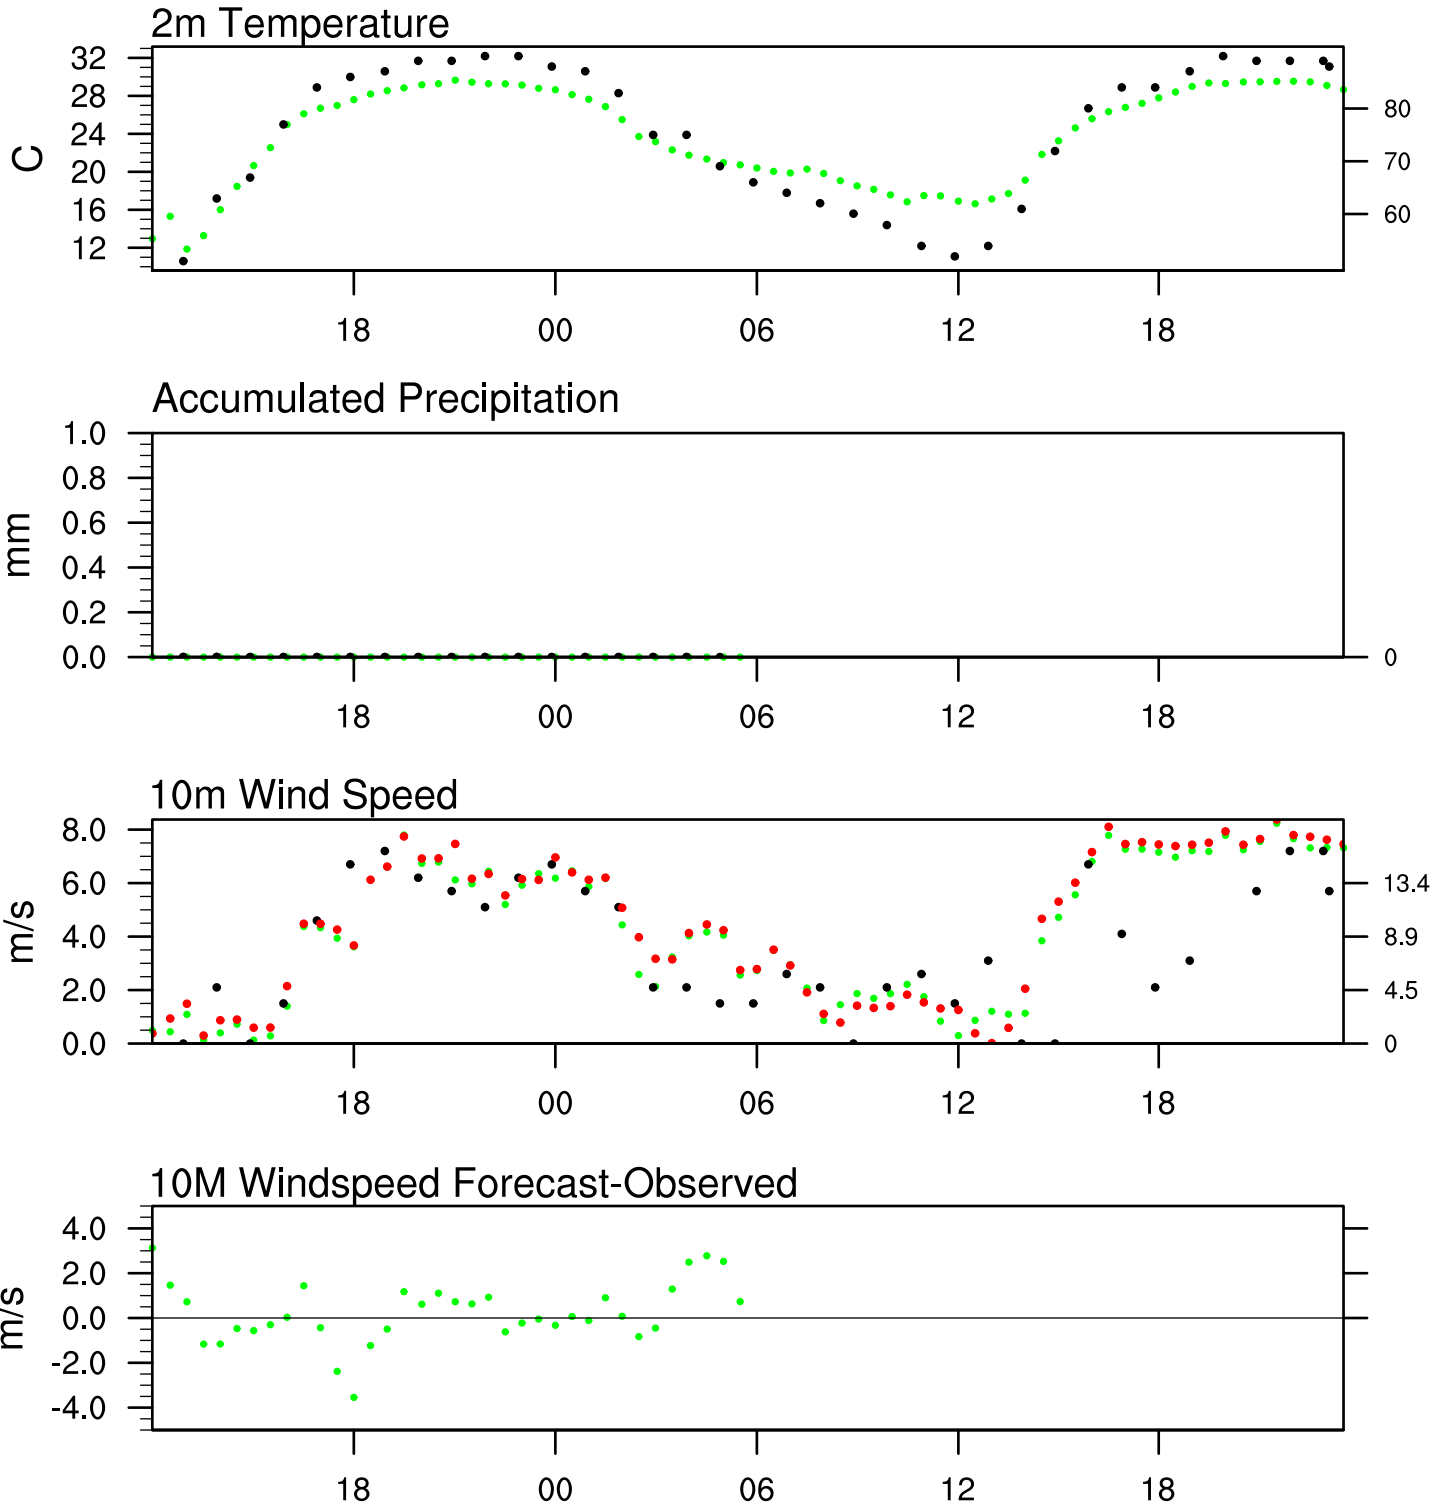 2m Temperature
32
28
24
20
16
12
C
80
70
60
18 00 06 12 18
Accumulated Precipitation
1.0
0.8
0.6
0.4
0.2
0.0
mm
0
18 00 06 12 18
10m Wind Speed
8.0
6.0
4.0
2.0
0.0
m/s
13.4
8.9
4.5
0
18 00 06 12 18
10M Windspeed Forecast-Observed
4.0
2.0
0.0
-2.0
-4.0
m/s
18 00 06 12 18